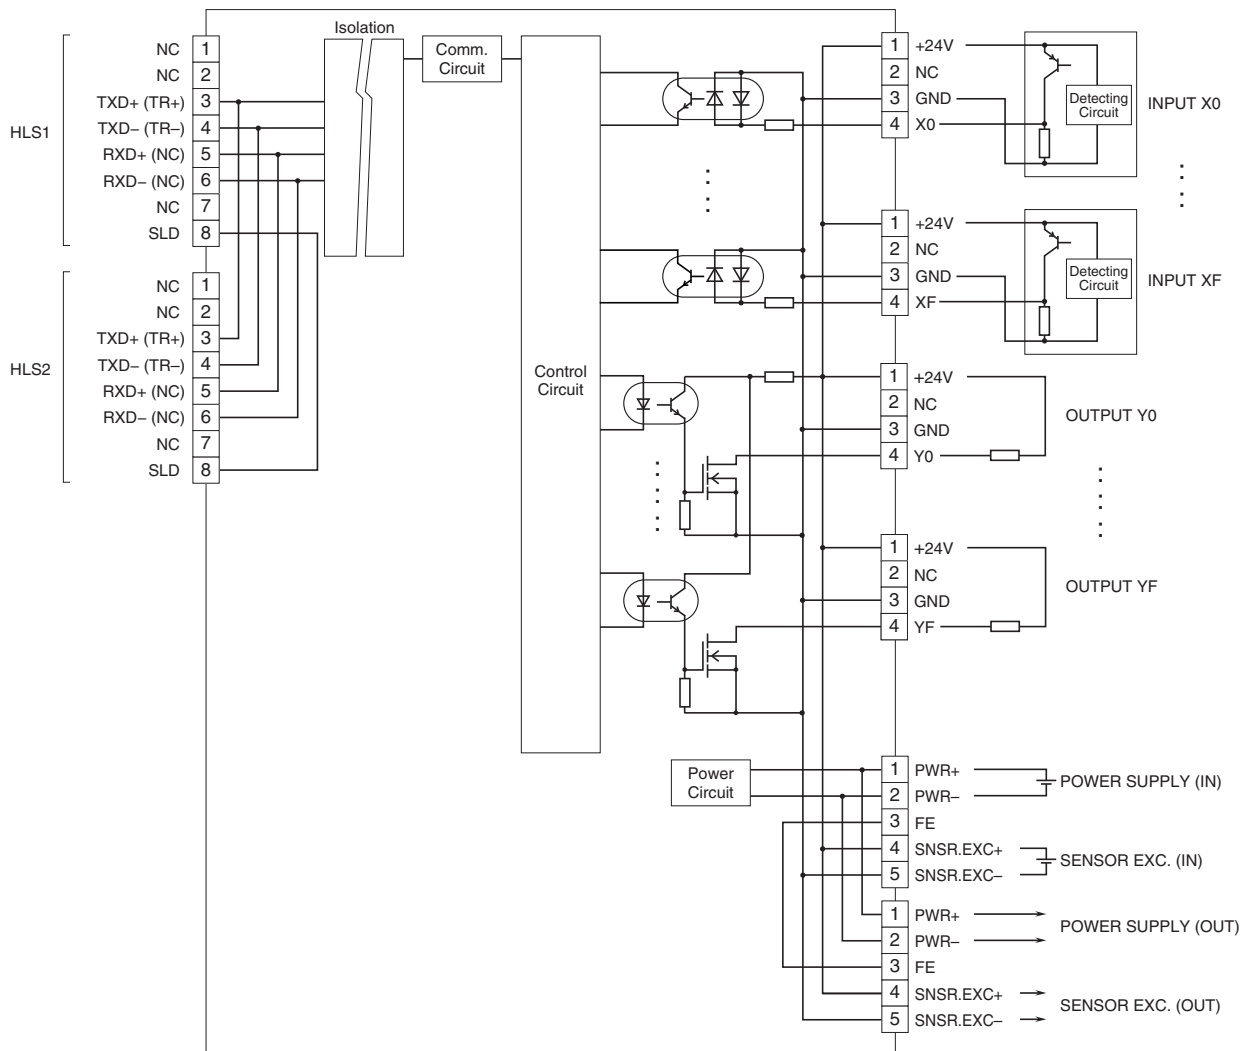 Isolation
Comm.
Circuit
Control
Circuit
HLS1
NC 1
NC 2
TXD+ (TR+) 3
TXD– (TR–) 4
RXD+ (NC) 5
RXD– (NC) 6
NC 7
SLD 8
HLS2
NC 1
NC 2
TXD+ (TR+) 3
TXD– (TR–) 4
RXD+ (NC) 5
RXD– (NC) 6
NC 7
SLD 8
1 +24V
2 NC
3 GND
4 X0
Detecting
Circuit
INPUT X0
1 +24V
2 NC
3 GND
4 XF
Detecting
Circuit
INPUT XF
1 +24V
2 NC
3 GND
4 Y0
OUTPUT Y0
1 +24V
2 NC
3 GND
4 YF
OUTPUT YF
Power
Circuit
1 PWR+
2 PWR–
POWER SUPPLY (IN)
3 FE
4 SNSR.EXC+
5 SNSR.EXC–
SENSOR EXC. (IN)
1 PWR+
2 PWR–
POWER SUPPLY (OUT)
3 FE
4 SNSR.EXC+
5 SNSR.EXC–
SENSOR EXC. (OUT)